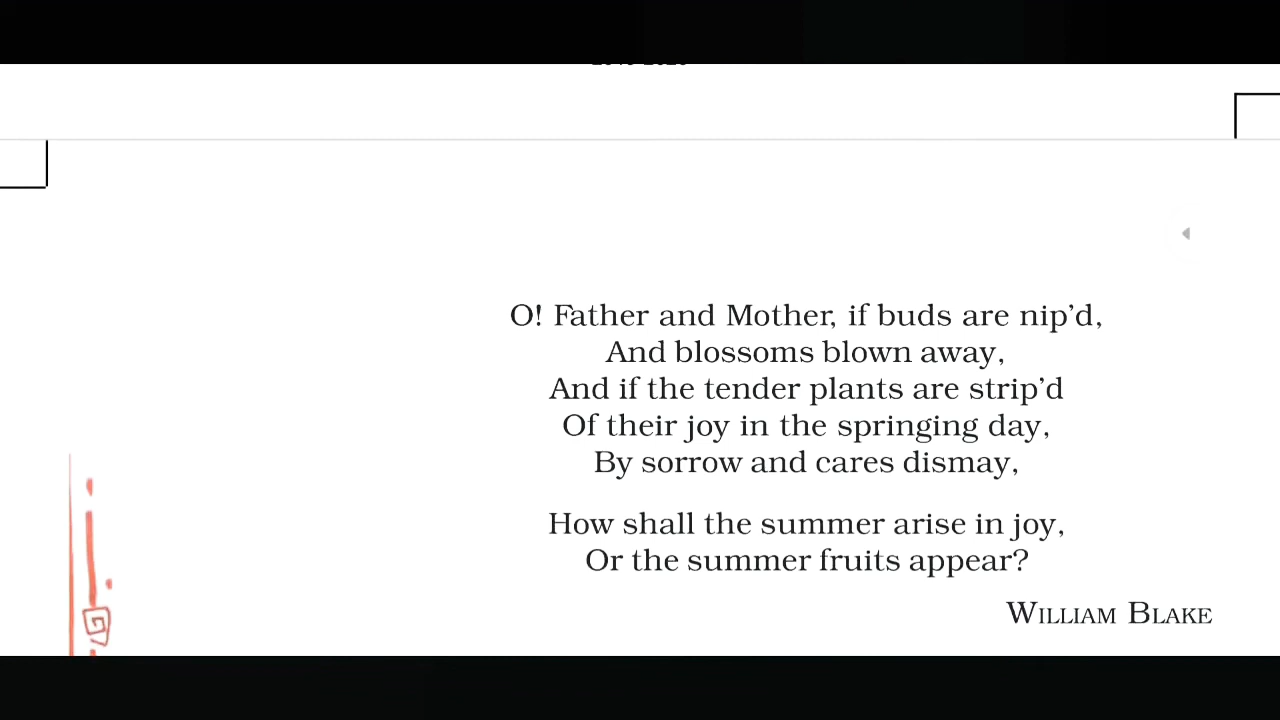 O! Father and Mother, if buds are nip’d,
And blossoms blown away,
And if the tender plants are strip’d
Of their joy in the springing day,
By sorrow and cares dismay,
How shall the summer arise in joy,
Or the summer fruits appear?
WILLIAM BLAKE